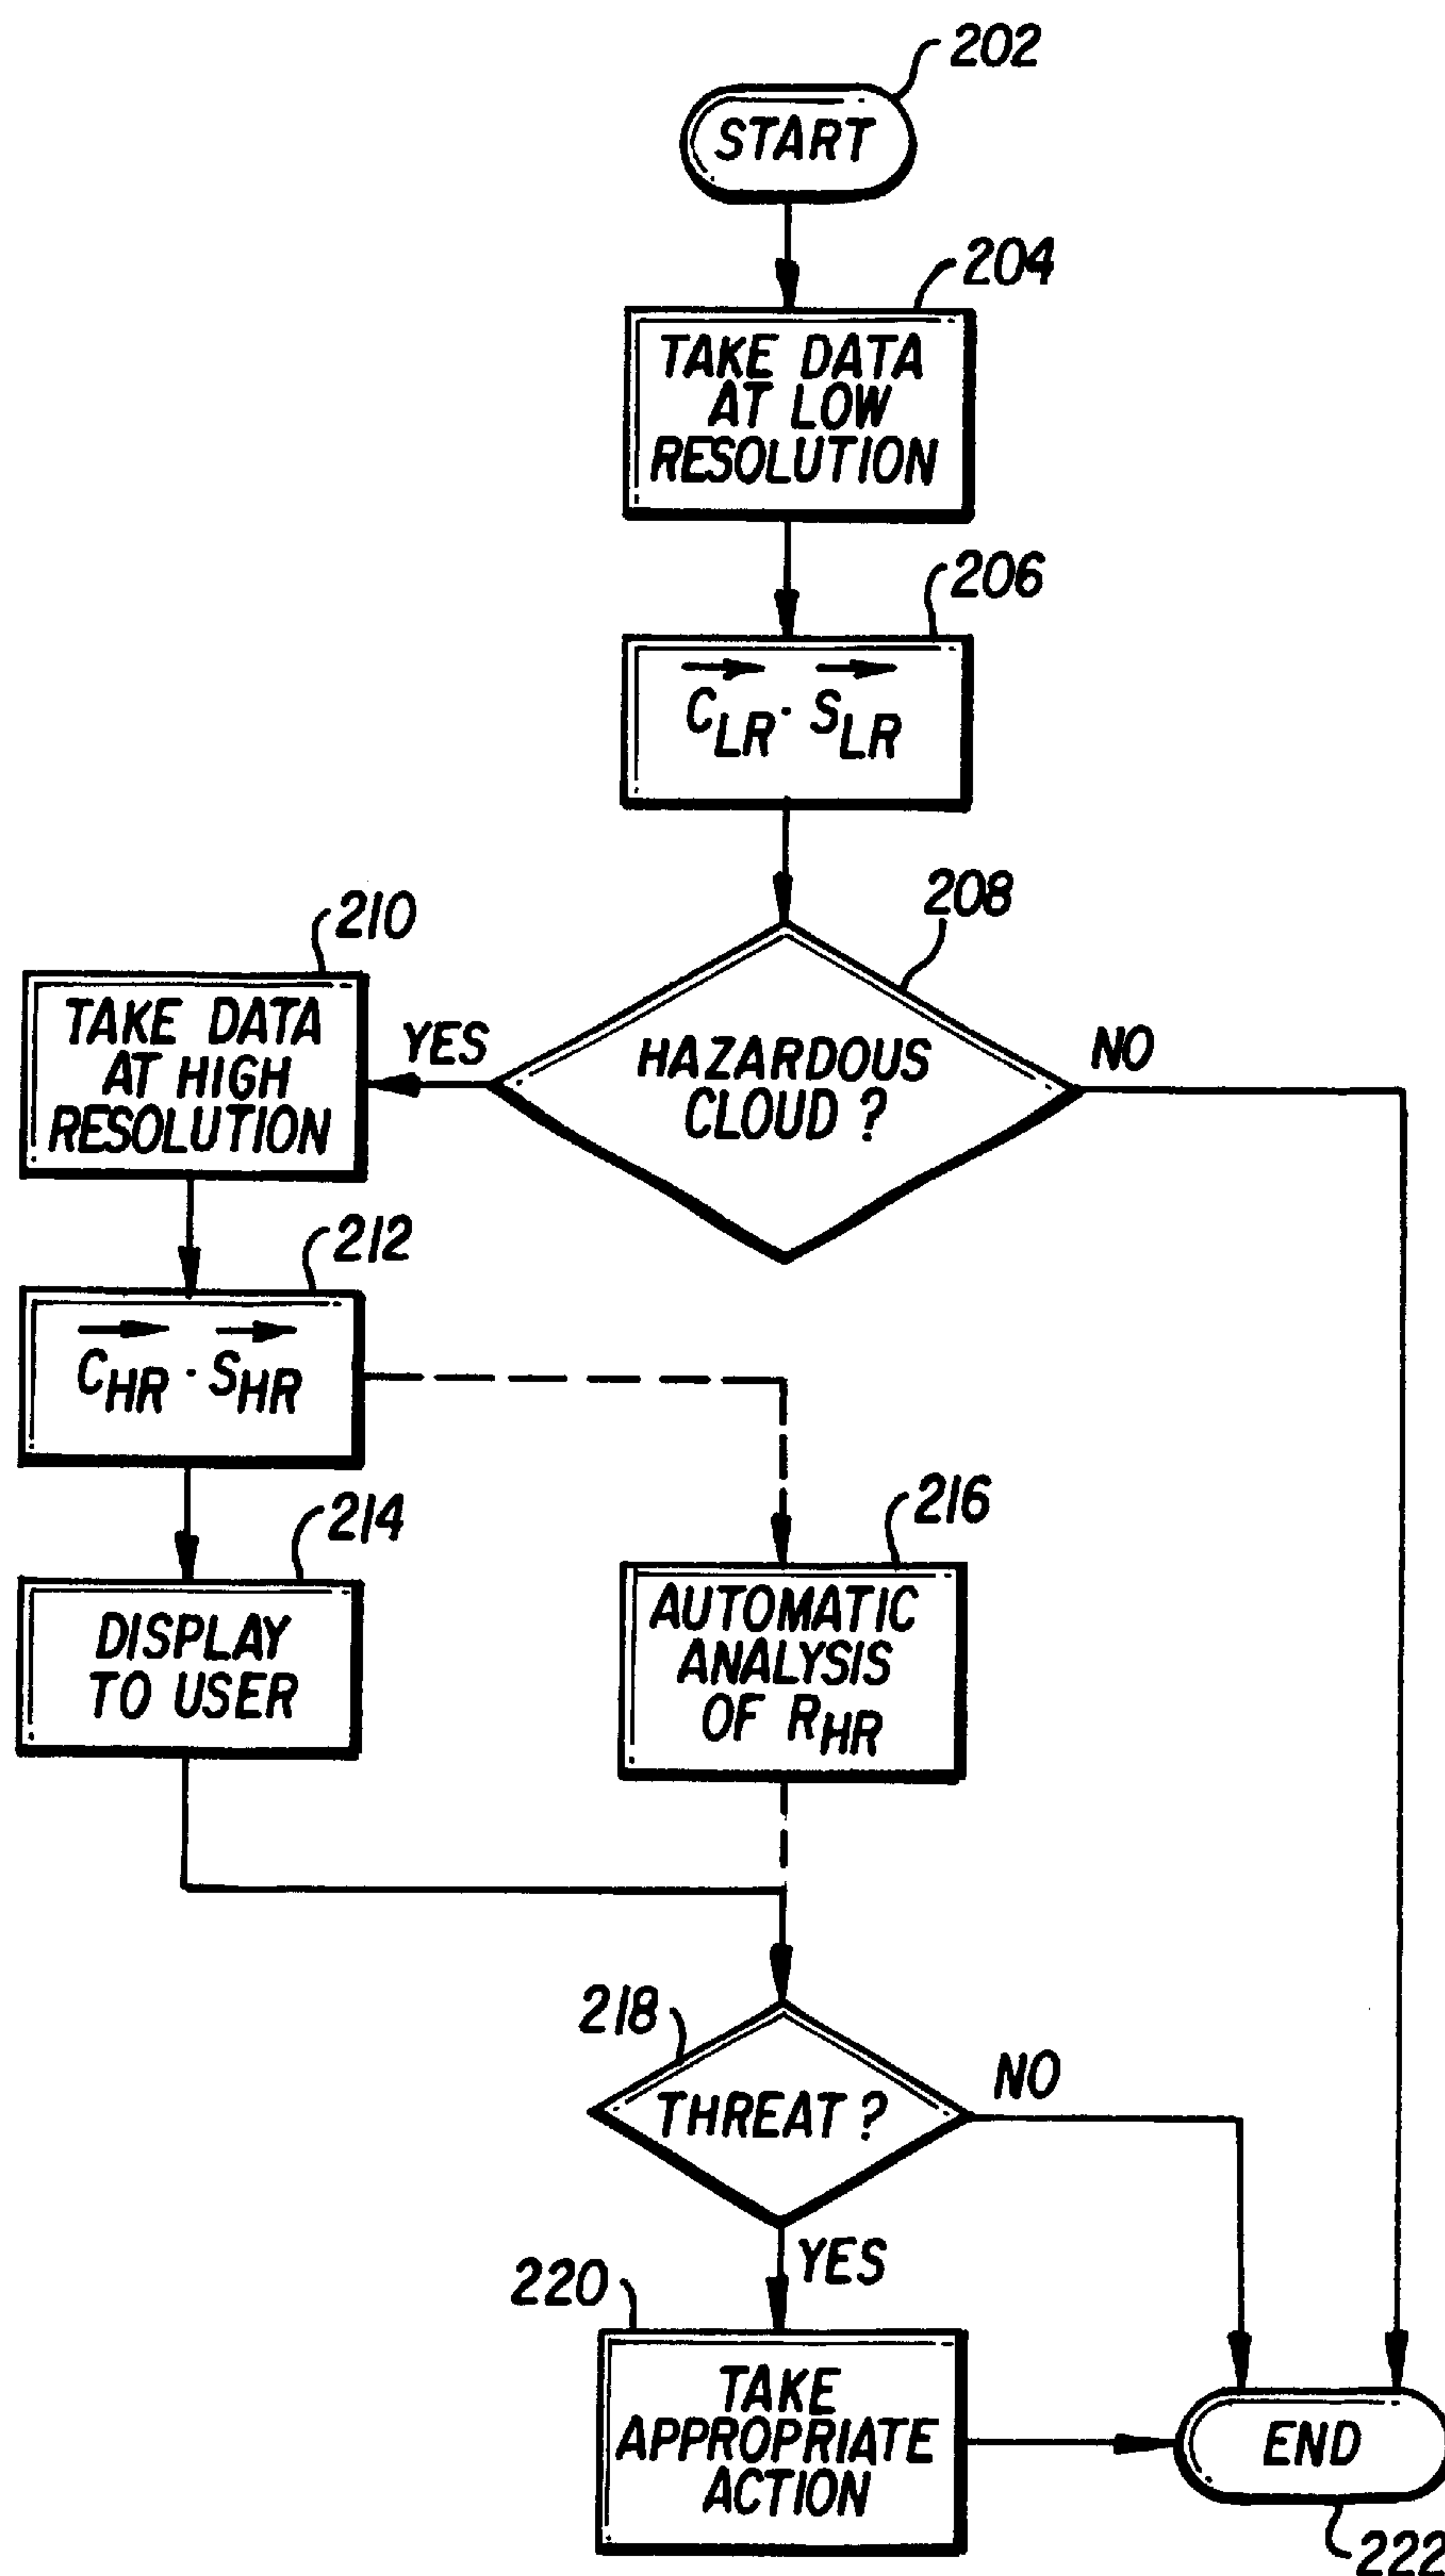 202
START
204
TAKE DATA
AT LOW
RESOLUTION
206
C_LR · S_LR
208
HAZARDOUS
CLOUD ?
YES
NO
210
TAKE DATA
AT HIGH
RESOLUTION
212
C_HR · S_HR
214
DISPLAY
TO USER
216
AUTOMATIC
ANALYSIS
OF R_HR
218
THREAT ?
NO
YES
220
TAKE
APPROPRIATE
ACTION
END
222